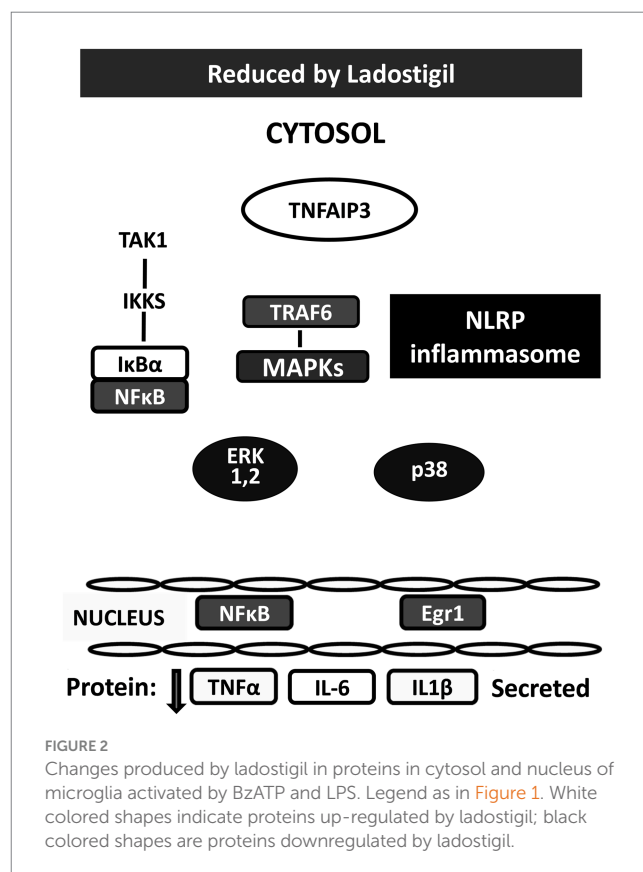 Reduced by Ladostigil
CYTOSOL
TNFAIP3
TAK1
IKKS
IκBα
NFκB
TRAF6
MAPKs
NLRP
inflammasome
ERK
1,2
p38
NUCLEUS
NFκB
Egr1
Protein: TNFα IL-6 IL1β Secreted
FIGURE 2
Changes produced by ladostigil in proteins in cytosol and nucleus of
microglia activated by BzATP and LPS. Legend as in Figure 1. White
colored shapes indicate proteins up-regulated by ladostigil; black
colored shapes are proteins downregulated by ladostigil.